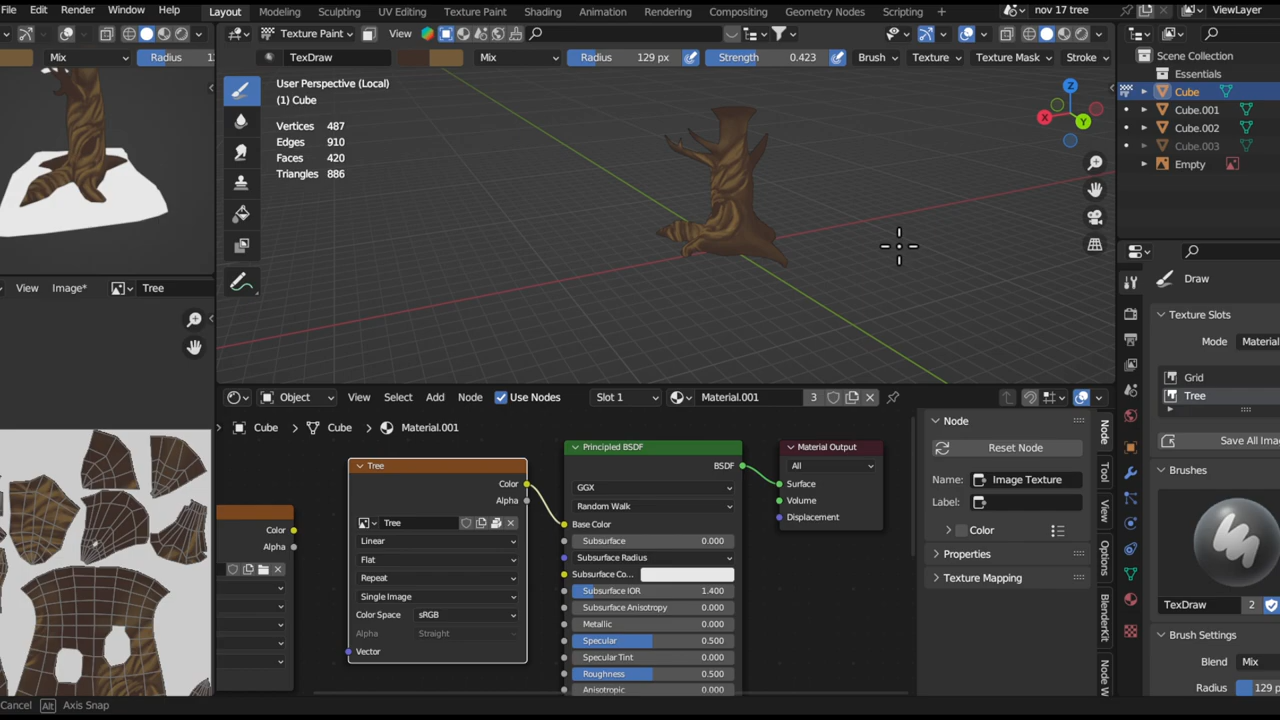 File Edit Render Window Help Layout Modeling Sculpting UV Editing Texture Paint Shading Animation Rendering Compositing Geometry Nodes Scripting nov 17 tree ViewLayer
Texture Paint View
Mix Radius TexDraw Mix Radius 129 px Strength 0.423 Brush Texture Texture Mask Stroke
User Perspective (Local)
(1) Cube
Vertices 487
Edges 910
Faces 420
Triangles 886
X Y Z
Scene Collection
Essentials
Cube
Cube.001
Cube.002
Cube.003
Empty
View Image* Tree
Draw
Texture Slots
Mode Material
Grid
Tree
Save All Ima
Brushes
TexDraw 2
Brush Settings
Blend Mix
Radius 129 px
Object View Select Add Node Use Nodes Slot 1 Material.001 3
Cube Cube Material.001
Color
Alpha
Tree
Color
Alpha
Tree
Linear
Flat
Repeat
Single Image
Color Space sRGB
Alpha Straight
Vector
Principled BSDF
BSDF
GGX
Random Walk
Base Color
Subsurface 0.000
Subsurface Radius
Subsurface Co...
Subsurface IOR 1.400
Subsurface Anisotropy 0.000
Metallic 0.000
Specular 0.500
Specular Tint 0.000
Roughness 0.500
Anisotropic 0.000
Material Output
All
Surface
Volume
Displacement
Node
Reset Node
Name: Image Texture
Label:
Color
Properties
Texture Mapping
Node
Tool
View
Options
BlenderKit
Node W
Cancel Alt Axis Snap